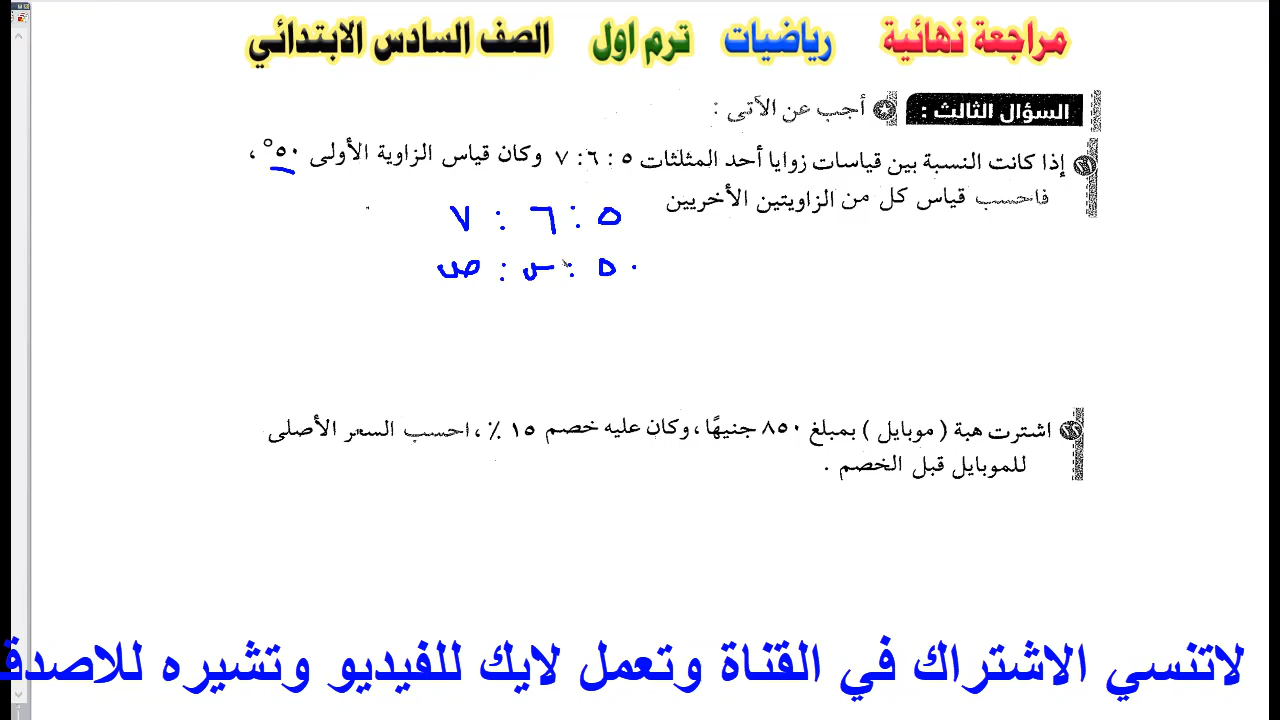 مراجعة نهائية رياضيات ترم اول الصف السادس الابتدائي
السؤال الثالث : أجب عن الآتى :
إذا كانت النسبة بين قياسات زوايا أحد المثلثات ٥ : ٦ : ٧ وكان قياس الزاوية الأولى ٥٠° ،
فاحسب قياس كل من الزاويتين الأخريين
٥ : ٦ : ٧
٥٠ : س : ص
اشترت هبة ( موبايل ) بمبلغ ٨٥٠ جنيهًا ، وكان عليه خصم ١٥ ٪ ، احسب السعر الأصلى
للموبايل قبل الخصم .
لاتنسي الاشتراك في القناة وتعمل لايك للفيديو وتشيره للاصدق